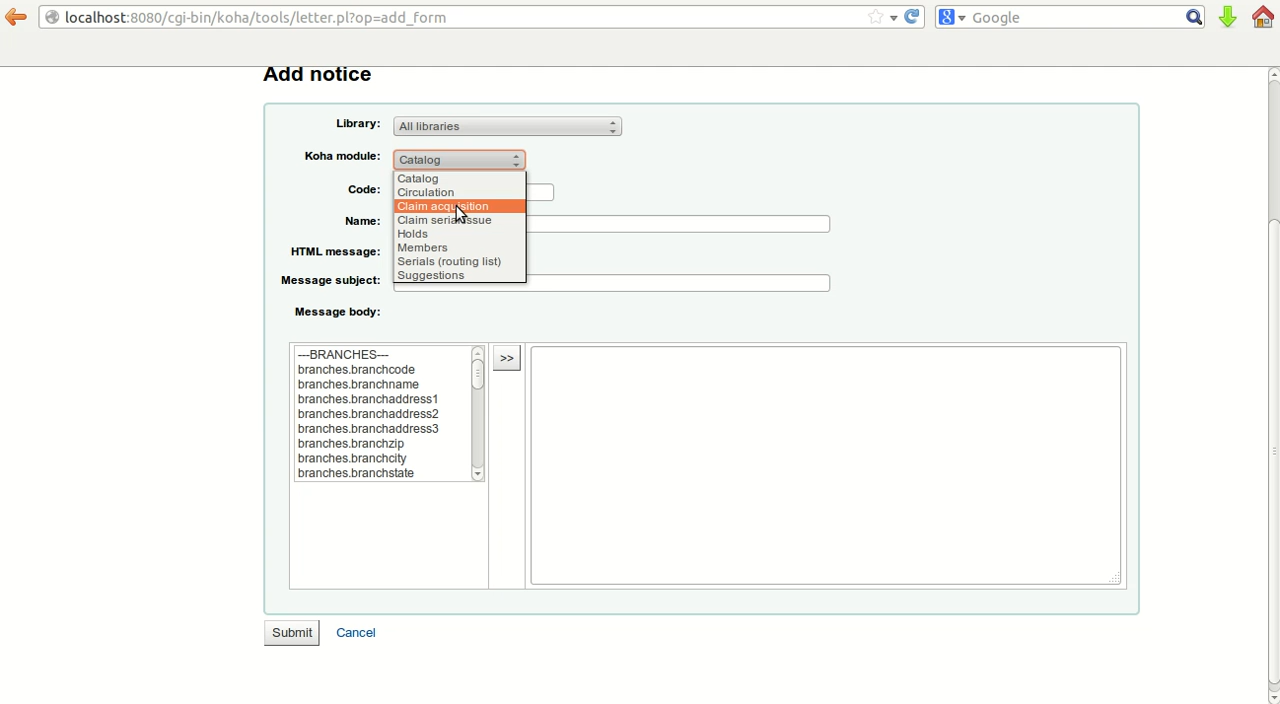 localhost:8080/cgi-bin/koha/tools/letter.pl?op=add_form
8 Google
Add notice
Library: All libraries
Koha module: Catalog
Catalog
Circulation
Claim acquisition
Claim serial issue
Holds
Members
Serials (routing list)
Suggestions
Code:
Name:
HTML message:
Message subject:
Message body:
---BRANCHES---
branches.branchcode
branches.branchname
branches.branchaddress1
branches.branchaddress2
branches.branchaddress3
branches.branchzip
branches.branchcity
branches.branchstate
>>
Submit Cancel